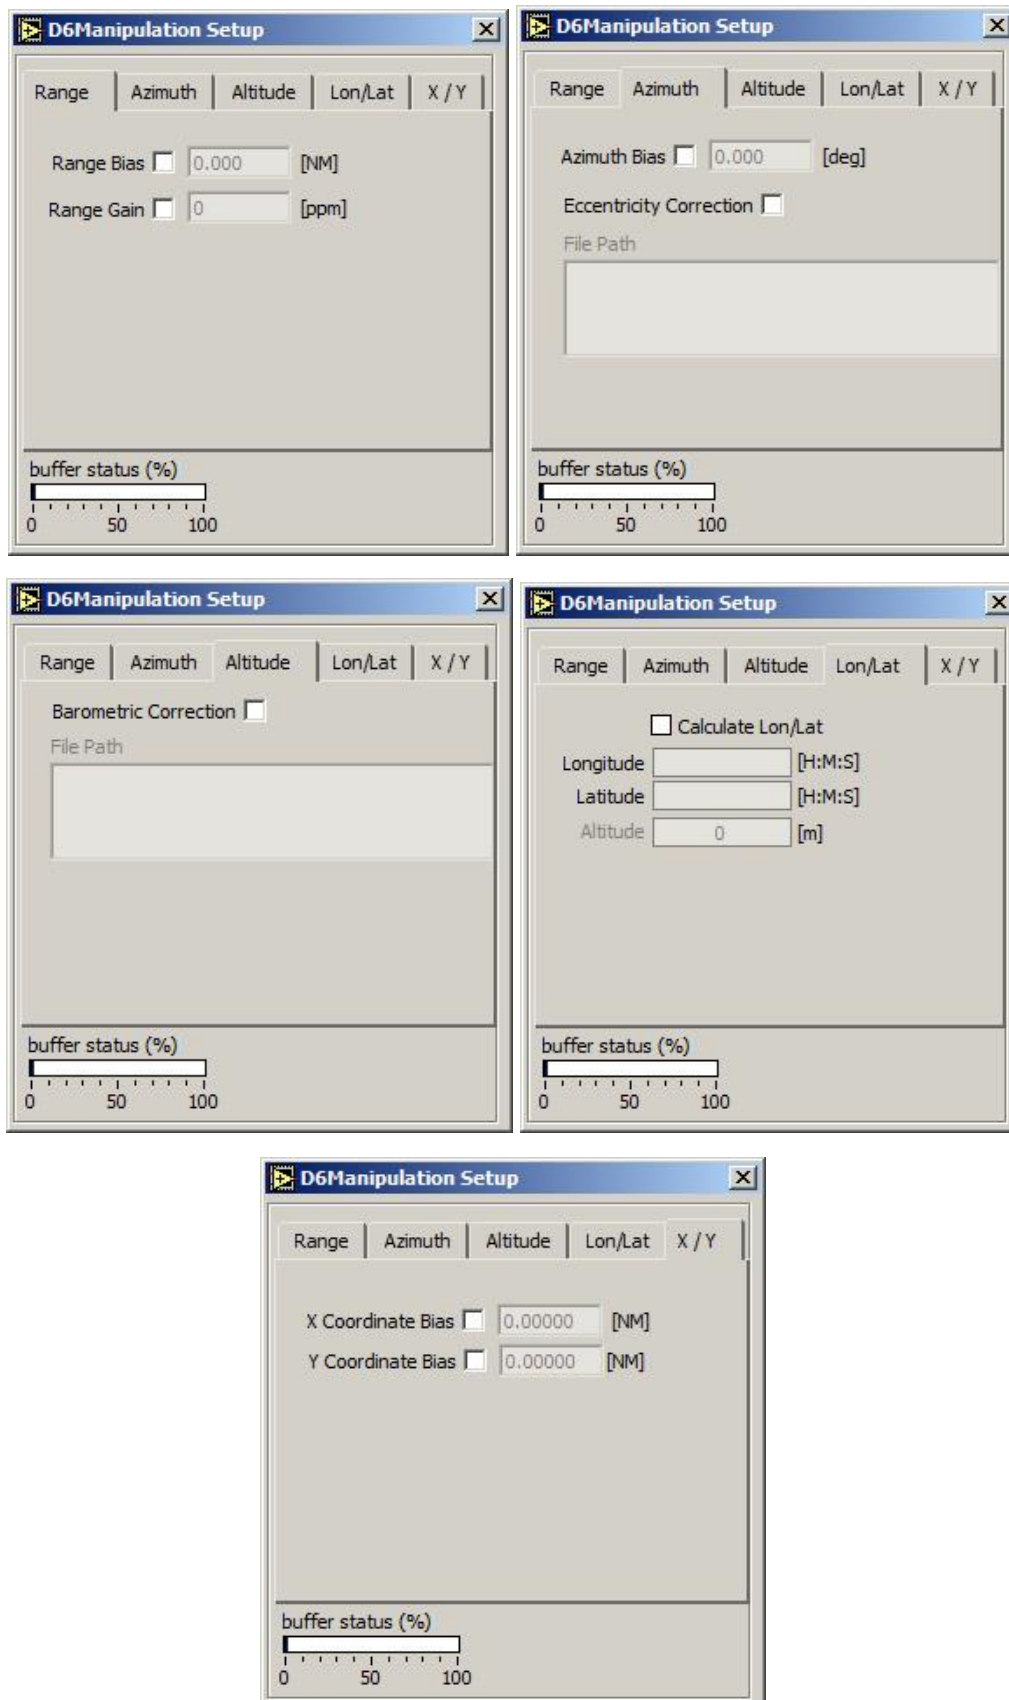 D6Manipulation Setup
Range Azimuth Altitude Lon/Lat X / Y
Range Bias 0.000 [NM]
Range Gain 0 [ppm]
buffer status (%)
0 50 100
D6Manipulation Setup
Range Azimuth Altitude Lon/Lat X / Y
Azimuth Bias 0.000 [deg]
Eccentricity Correction
File Path
buffer status (%)
0 50 100
D6Manipulation Setup
Range Azimuth Altitude Lon/Lat X / Y
Barometric Correction
File Path
buffer status (%)
0 50 100
D6Manipulation Setup
Range Azimuth Altitude Lon/Lat X / Y
Calculate Lon/Lat
Longitude [H:M:S]
Latitude [H:M:S]
Altitude 0 [m]
buffer status (%)
0 50 100
D6Manipulation Setup
Range Azimuth Altitude Lon/Lat X / Y
X Coordinate Bias 0.00000 [NM]
Y Coordinate Bias 0.00000 [NM]
buffer status (%)
0 50 100